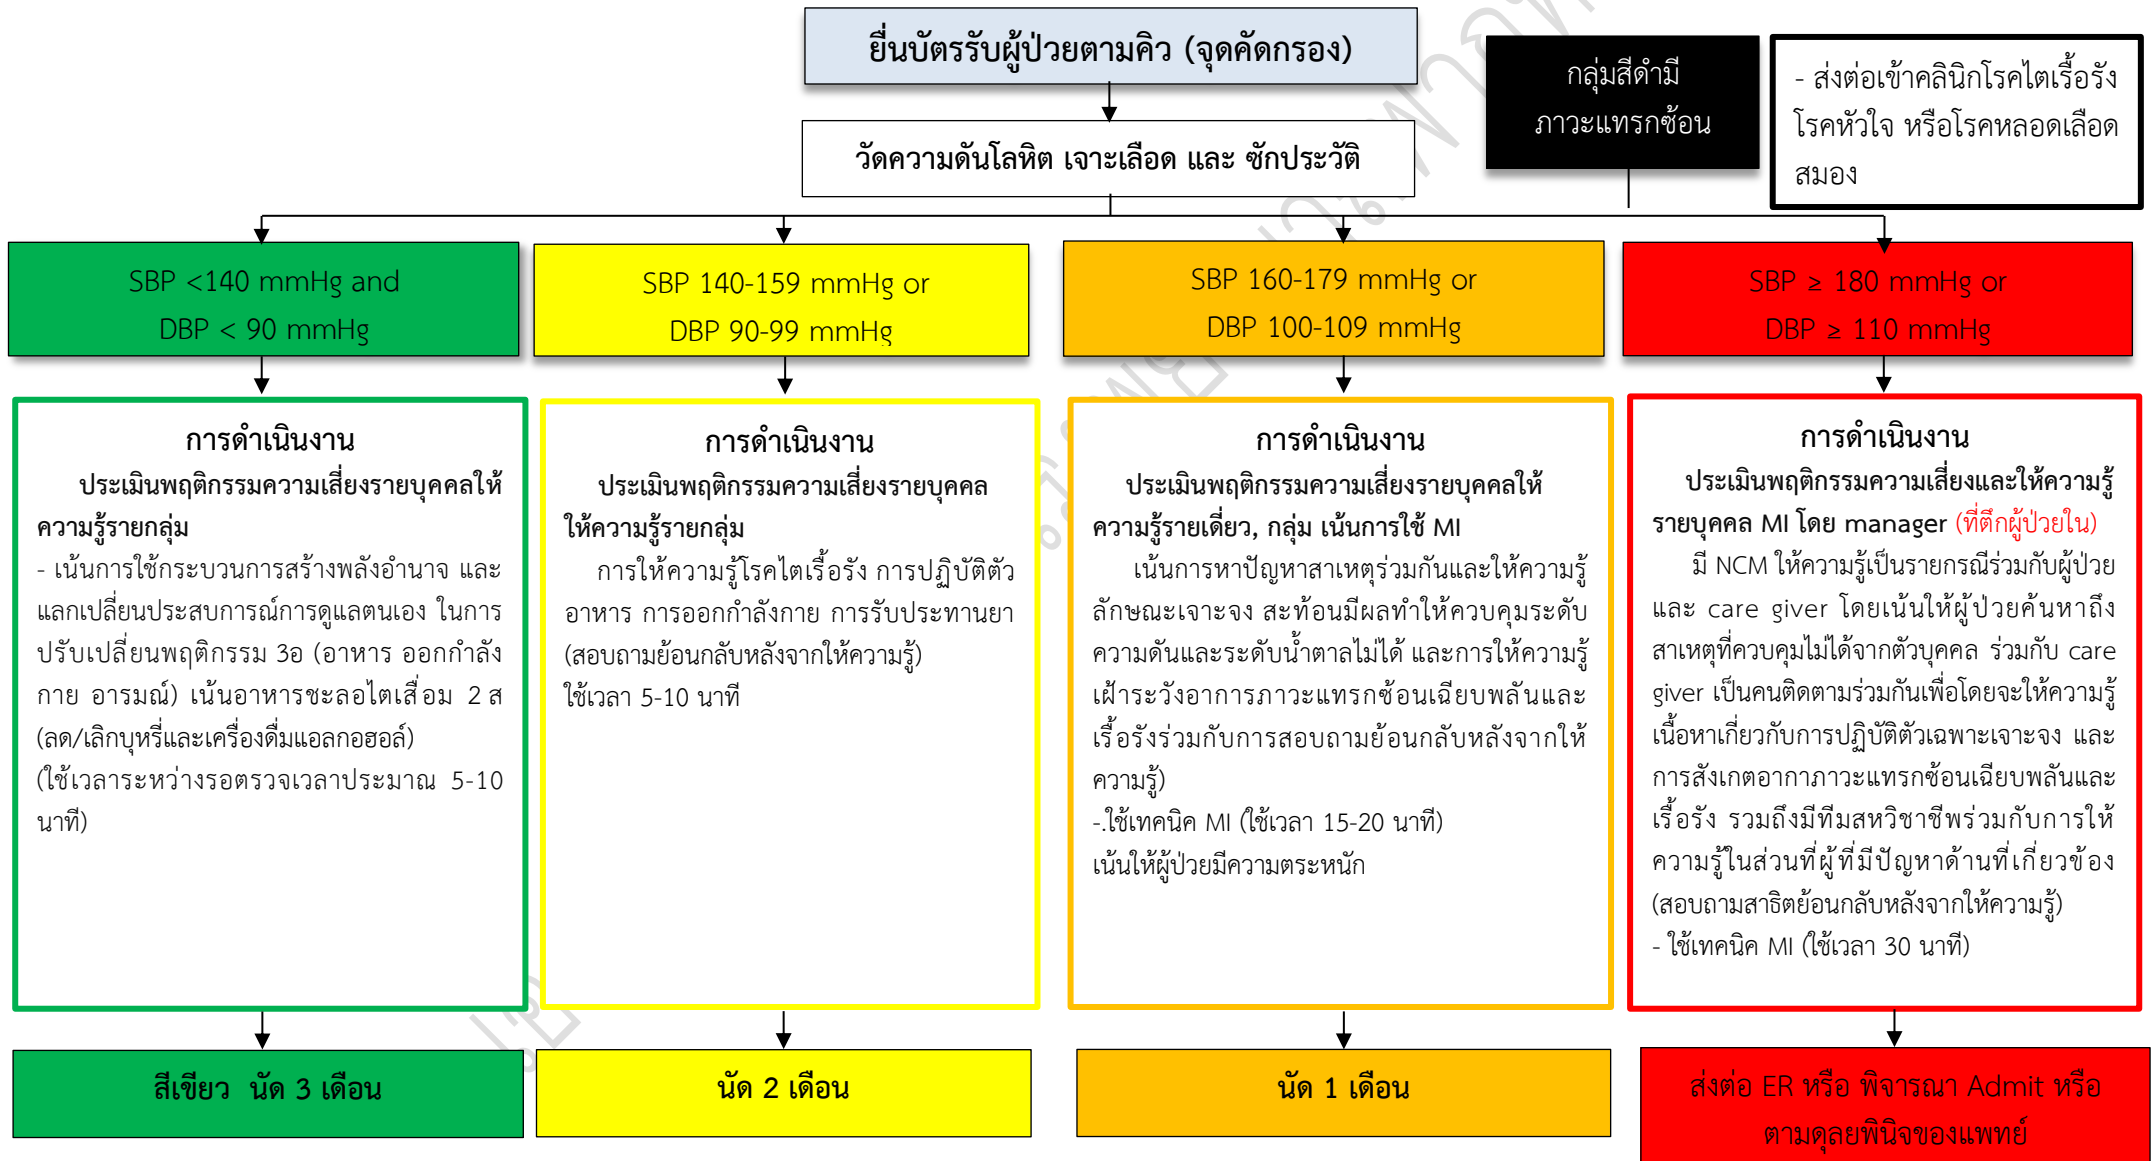 ยื่นบัตรรับผู้ป่วยตามคิว (จุดคัดกรอง)
วัดความดันโลหิต เจาะเลือด และ ซักประวัติ
กลุ่มสีดำมี
ภาวะแทรกซ้อน
- ส่งต่อเข้าคลินิกโรคไตเรื้อรัง
โรคหัวใจ หรือโรคหลอดเลือด
สมอง
SBP <140 mmHg and
DBP < 90 mmHg
SBP 140-159 mmHg or
DBP 90-99 mmHg
SBP 160-179 mmHg or
DBP 100-109 mmHg
SBP ≥ 180 mmHg or
DBP ≥ 110 mmHg
การดำเนินงาน
ประเมินพฤติกรรมความเสี่ยงรายบุคคลให้
ความรู้รายกลุ่ม
- เน้นการใช้กระบวนการสร้างพลังอำนาจ และ
แลกเปลี่ยนประสบการณ์การดูแลตนเอง ในการ
ปรับเปลี่ยนพฤติกรรม 3อ (อาหาร ออกกำลัง
กาย อารมณ์) เน้นอาหารชะลอไตเสื่อม 2 ส
(ลด/เลิกบุหรี่และเครื่องดื่มแอลกอฮอล์)
(ใช้เวลาระหว่างรอตรวจเวลาประมาณ 5-10
นาที)
การดำเนินงาน
ประเมินพฤติกรรมความเสี่ยงรายบุคคล
ให้ความรู้รายกลุ่ม
การให้ความรู้โรคไตเรื้อรัง การปฏิบัติตัว
อาหาร การออกกำลังกาย การรับประทานยา
(สอบถามย้อนกลับหลังจากให้ความรู้)
ใช้เวลา 5-10 นาที
การดำเนินงาน
ประเมินพฤติกรรมความเสี่ยงรายบุคคลให้
ความรู้รายเดี่ยว, กลุ่ม เน้นการใช้ MI
เน้นการหาปัญหาสาเหตุร่วมกันและให้ความรู้
ลักษณะเจาะจง สะท้อนมีผลทำให้ควบคุมระดับ
ความดันและระดับน้ำตาลไม่ได้ และการให้ความรู้
เฝ้าระวังอาการภาวะแทรกซ้อนเฉียบพลันและ
เรื้อรังร่วมกับการสอบถามย้อนกลับหลังจากให้
ความรู้)
-.ใช้เทคนิค MI (ใช้เวลา 15-20 นาที)
เน้นให้ผู้ป่วยมีความตระหนัก
การดำเนินงาน
ประเมินพฤติกรรมความเสี่ยงและให้ความรู้
รายบุคคล MI โดย manager (ที่ตึกผู้ป่วยใน)
มี NCM ให้ความรู้เป็นรายกรณีร่วมกับผู้ป่วย
และ care giver โดยเน้นให้ผู้ป่วยค้นหาถึง
สาเหตุที่ควบคุมไม่ได้จากตัวบุคคล ร่วมกับ care
giver เป็นคนติดตามร่วมกันเพื่อโดยจะให้ความรู้
เนื้อหาเกี่ยวกับการปฏิบัติตัวเฉพาะเจาะจง และ
การสังเกตอากาภาวะแทรกซ้อนเฉียบพลันและ
เรื้อรัง รวมถึงมีทีมสหวิชาชีพร่วมกับการให้
ความรู้ในส่วนที่ผู้ที่มีปัญหาด้านที่เกี่ยวข้อง
(สอบถามสาธิตย้อนกลับหลังจากให้ความรู้)
- ใช้เทคนิค MI (ใช้เวลา 30 นาที)
สีเขียว นัด 3 เดือน
นัด 2 เดือน
นัด 1 เดือน
ส่งต่อ ER หรือ พิจารณา Admit หรือ
ตามดุลยพินิจของแพทย์